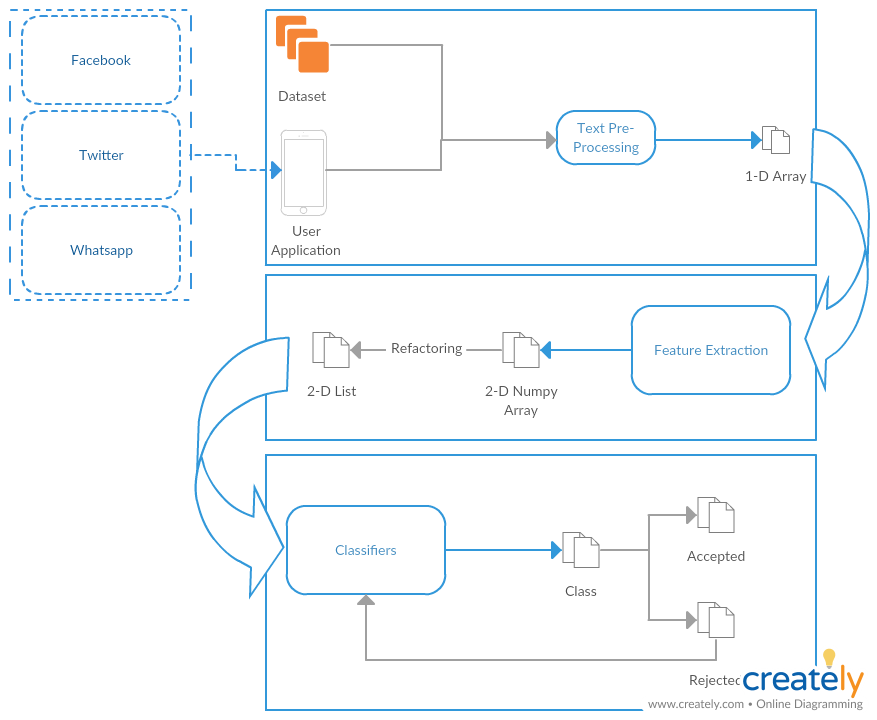 Facebook
Twitter
Whatsapp
Dataset
User
Application
Text Pre-
Processing
1-D Array
Feature Extraction
2-D Numpy
Array
Refactoring
2-D List
Classifiers
Class
Accepted
Rejected
creately
www.creately.com • Online Diagramming